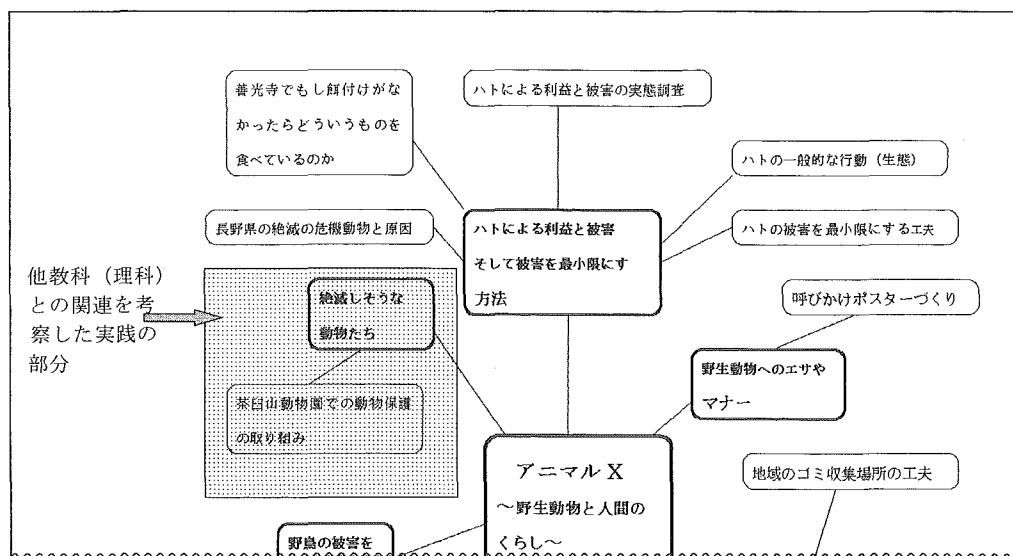 善光寺でもし餌付けがな
かったらどういうものを
食べているのか
ハトによる利益と被害の実態調査
ハトの一般的な行動（生態）
長野県の絶滅の危機動物と原因
ハトによる利益と被害
そして被害を最小限にす
方法
ハトの被害を最小限にする工夫
他教科（理科）
との関連を考
察した実践の
部分
絶滅しそうな
動物たち
呼びかけポスターづくり
野生動物へのエサや
マナー
茶臼山動物園での動物保護
の取り組み
アニマルX
～野生動物と人間の
くらし～
地域のゴミ収集場所の工夫
野鳥の被害を